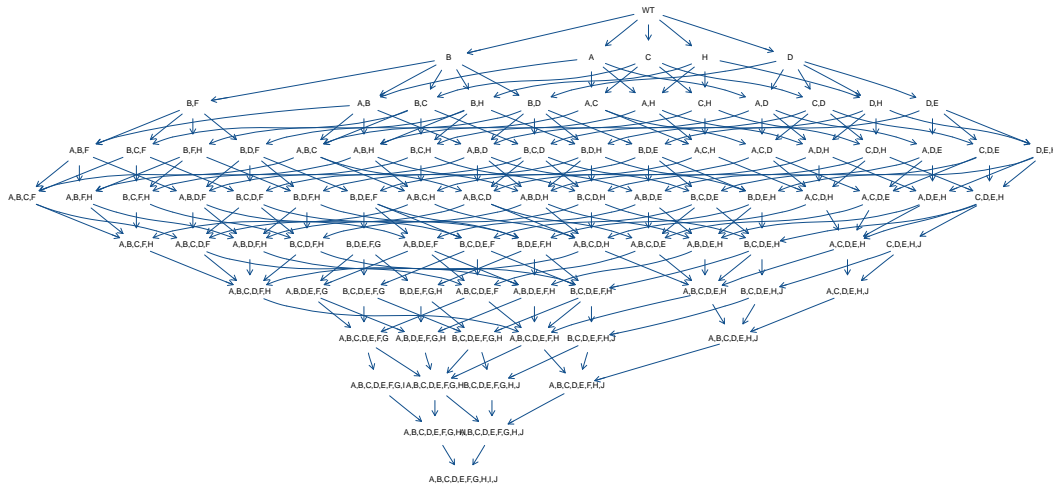 WT
B A C H D
B,F A,B B,C B,H B,D A,C A,H C,H A,D C,D D,H D,E
A,B,F B,C,F B,F,H B,D,F A,B,C A,B,H B,C,H A,B,D B,C,D B,D,H B,D,E A,C,H A,C,D A,D,H C,D,H A,D,E C,D,E D,E,H
A,B,C,F A,B,F,H B,C,F,H A,B,D,F B,C,D,F B,D,F,H B,D,E,F A,B,C,H A,B,C,D A,B,D,H B,C,D,H A,B,D,E B,C,D,E B,D,E,H A,C,D,H A,C,D,E A,D,E,H C,D,E,H
A,B,C,F,H A,B,C,D,F A,B,D,F,H B,C,D,F,H B,D,E,F,G A,B,D,E,F B,C,D,E,F B,D,E,F,H A,B,C,D,H A,B,C,D,E A,B,D,E,H B,C,D,E,H A,C,D,E,H C,D,E,H,J
A,B,C,D,F,H A,B,D,E,F,G B,C,D,E,F,G B,D,E,F,G,H A,B,C,D,E,F A,B,D,E,F,H B,C,D,E,F,H A,B,C,D,E,H B,C,D,E,H,J A,C,D,E,H,J
A,B,C,D,E,F,G A,B,D,E,F,G,H B,C,D,E,F,G,H A,B,C,D,E,F,H B,C,D,E,F,H,J A,B,C,D,E,H,J
A,B,C,D,E,F,G,I A,B,C,D,E,F,G,H B,C,D,E,F,G,H,J A,B,C,D,E,F,H,J
A,B,C,D,E,F,G,H,I A,B,C,D,E,F,G,H,J
A,B,C,D,E,F,G,H,I,J